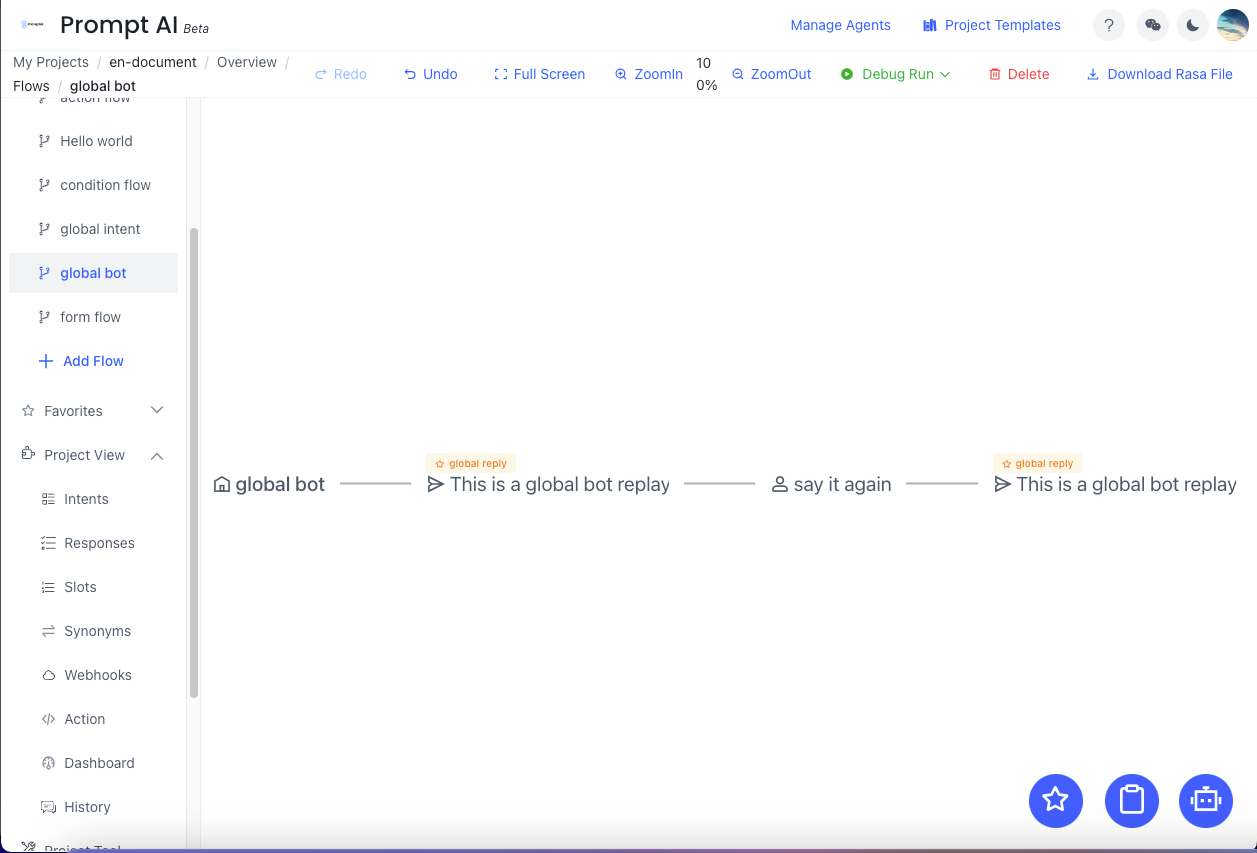 Prompt AI Beta
Manage Agents
Project Templates
?
My Projects / en-document / Overview /
Flows / global bot
Redo
Undo
Full Screen
ZoomIn
10
0%
ZoomOut
Debug Run
Delete
Download Rasa File
action flow
Hello world
condition flow
global intent
global bot
form flow
Add Flow
Favorites
Project View
Intents
Responses
Slots
Synonyms
Webhooks
Action
Dashboard
History
Project Tool
global bot
global reply
This is a global bot replay
say it again
global reply
This is a global bot replay